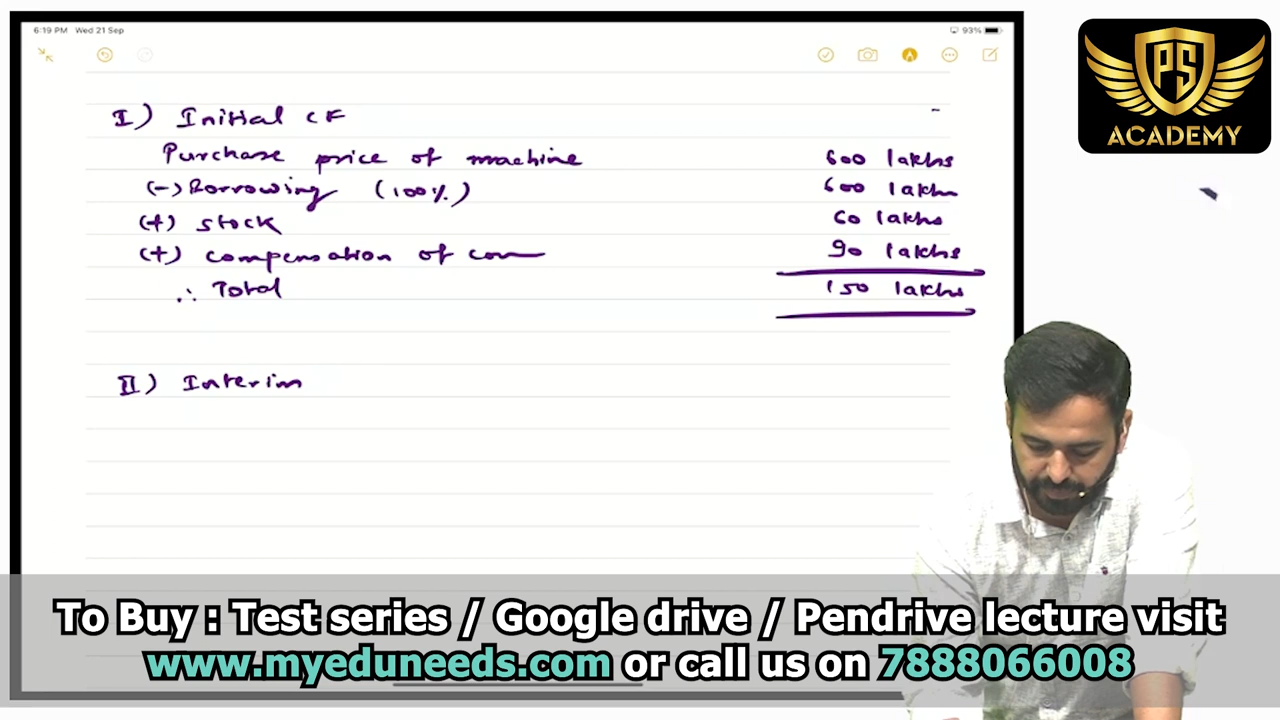 6:19 PM Wed 21 Sep
93%
PS
ACADEMY
I) Initial CF
Purchase price of machine 600 lakhs
(-) Borrowing (100%) 600 lakhs
(+) stock 60 lakhs
(+) compensation of con 90 lakhs
∴ Total 150 lakhs
II) Interim
To Buy : Test series / Google drive / Pendrive lecture visit
www.myeduneeds.com or call us on 7888066008